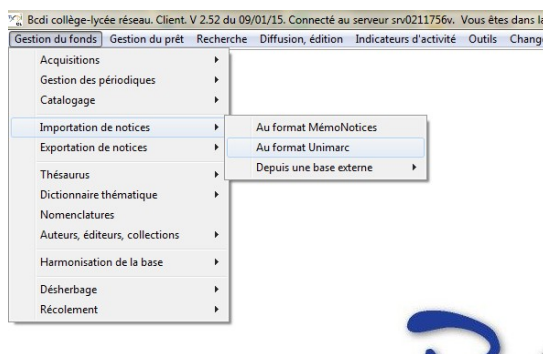 Bcdi collège-lycée réseau. Client. V 2.52 du 09/01/15. Connecté au serveur srv0211756v. Vous êtes dans
Gestion du fonds Gestion du prêt Recherche Diffusion, édition Indicateurs d'activité Outils Chang
Acquisitions
Gestion des périodiques
Catalogage
Importation de notices
Au format MémoNotices
Exportation de notices
Au format Unimarc
Depuis une base externe
Thésaurus
Dictionnaire thématique
Nomenclatures
Auteurs, éditeurs, collections
Harmonisation de la base
Désherbage
Récolement